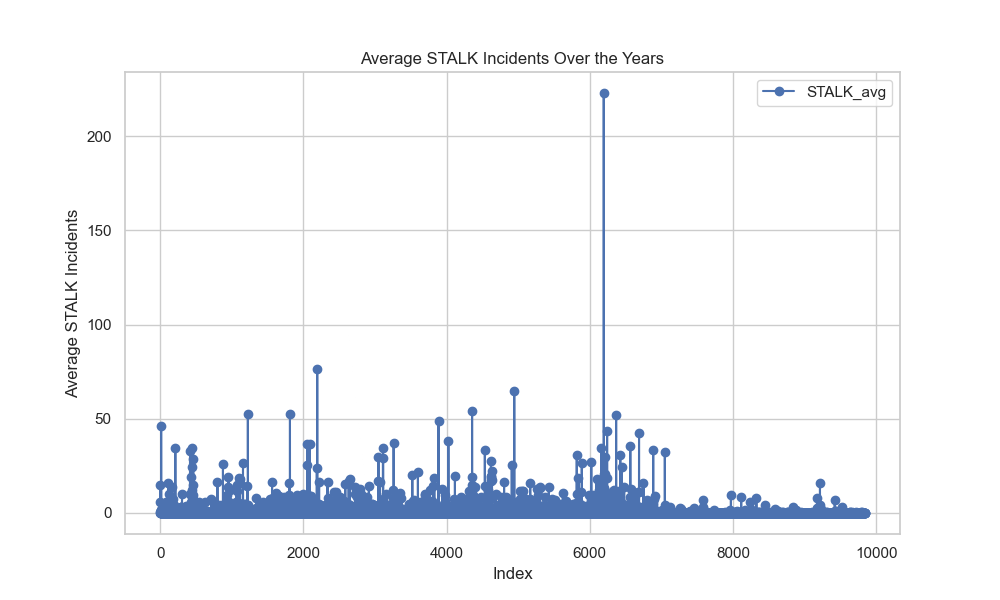 Average STALK Incidents Over the Years
STALK_avg
Average STALK Incidents
200
150
100
50
0
0 2000 4000 6000 8000 10000
Index